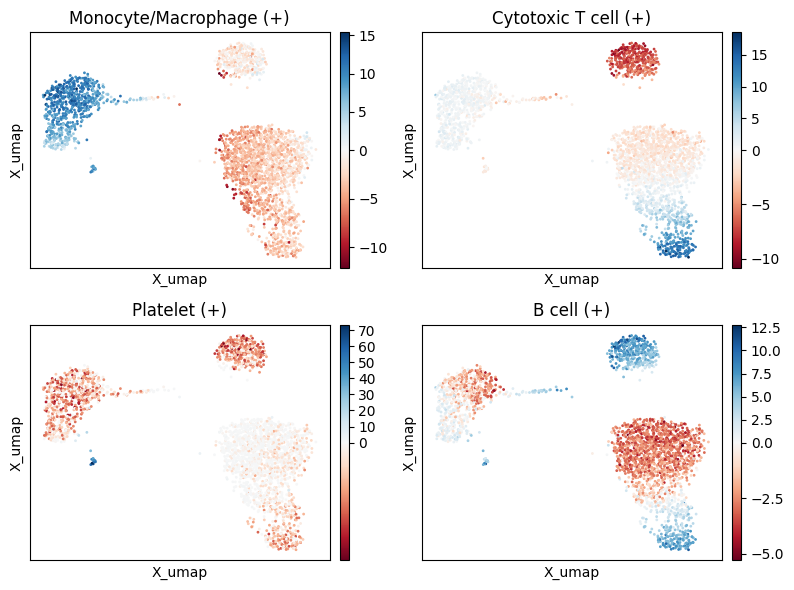 Monocyte/Macrophage (+)
X_umap
X_umap
15
10
5
0
−5
−10
Cytotoxic T cell (+)
X_umap
X_umap
15
10
5
0
−5
−10
Platelet (+)
X_umap
X_umap
70
60
50
40
30
20
10
0
B cell (+)
X_umap
X_umap
12.5
10.0
7.5
5.0
2.5
0.0
−2.5
−5.0